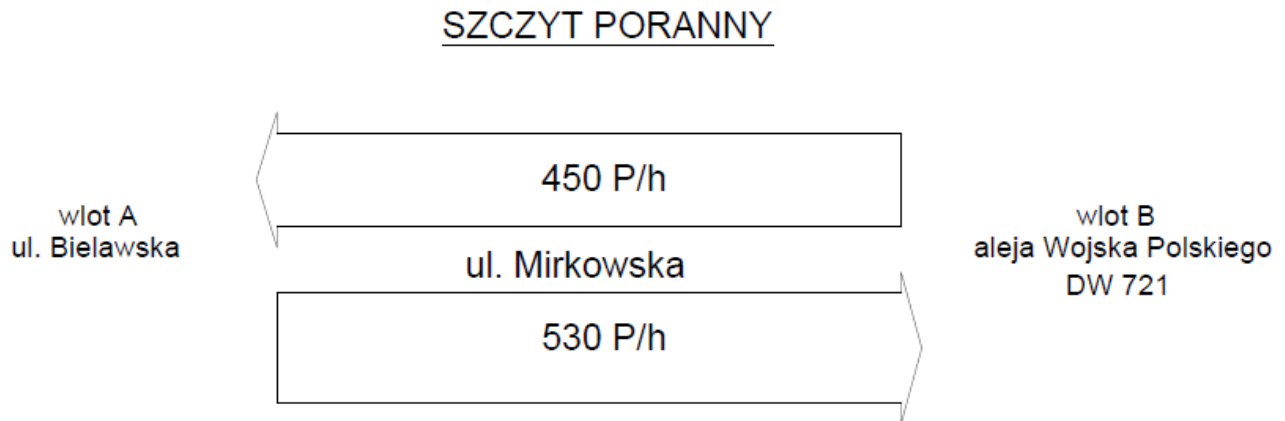 SZCZYT PORANNY
450 P/h
wlot A
ul. Bielawska
ul. Mirkowska
wlot B
aleja Wojska Polskiego
DW 721
530 P/h